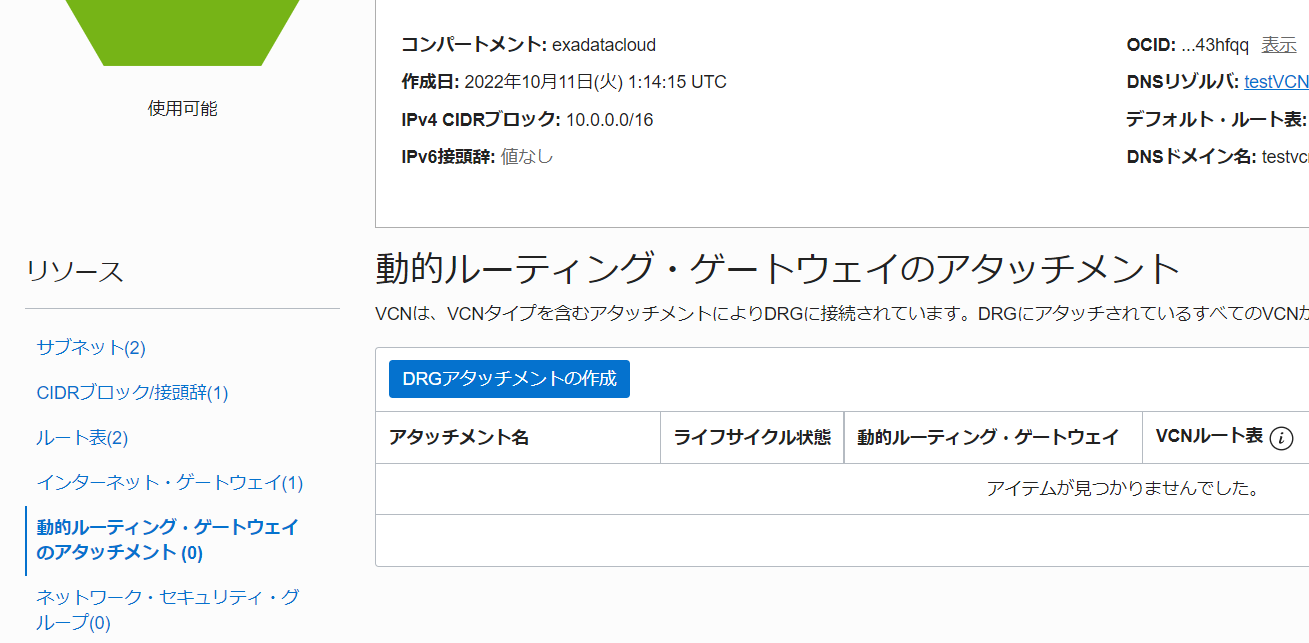 使用可能
コンパートメント: exadatacloud
作成日: 2022年10月11日(火) 1:14:15 UTC
IPv4 CIDRブロック: 10.0.0.0/16
IPv6接頭辞: 値なし
OCID: ...43hfqq 表示
DNSリゾルバ: testVCN
デフォルト・ルート表:
DNSドメイン名: testvcn
リソース
サブネット(2)
CIDRブロック/接頭辞(1)
ルート表(2)
インターネット・ゲートウェイ(1)
動的ルーティング・ゲートウェイ
のアタッチメント (0)
ネットワーク・セキュリティ・グ
ループ(0)
動的ルーティング・ゲートウェイのアタッチメント
VCNは、VCNタイプを含むアタッチメントによりDRGに接続されています。DRGにアタッチされているすべてのVCNが
DRGアタッチメントの作成
アタッチメント名
ライフサイクル状態
動的ルーティング・ゲートウェイ
VCNルート表 i
アイテムが見つかりませんでした。